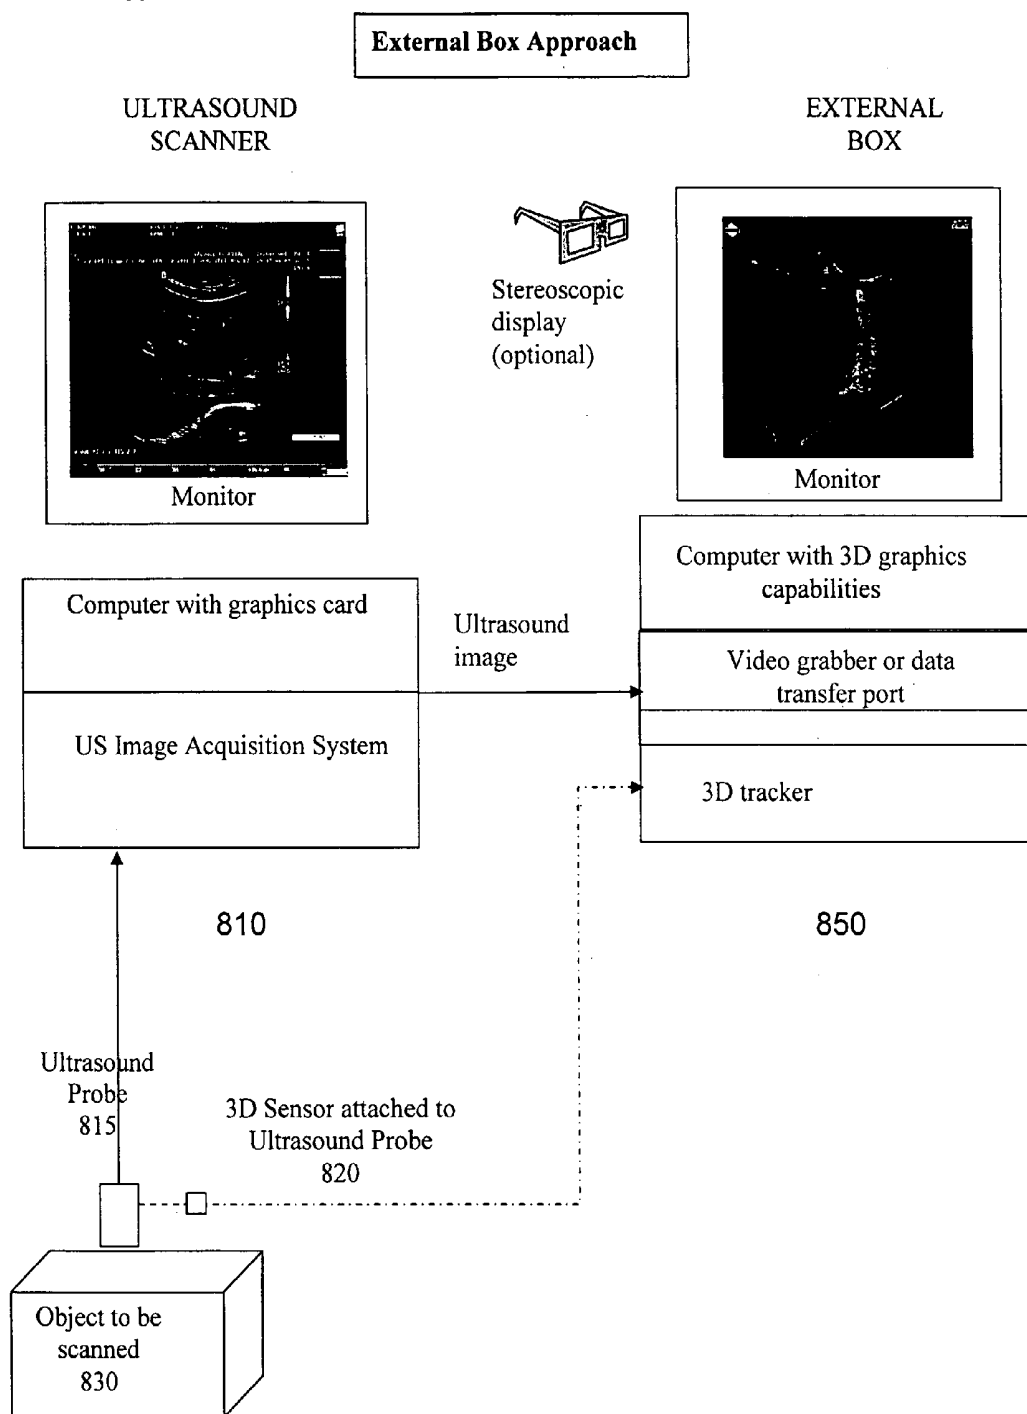 External Box Approach
ULTRASOUND
SCANNER
EXTERNAL
BOX
Stereoscopic
display
(optional)
Monitor
Monitor
Computer with graphics card
Computer with 3D graphics
capabilities
Ultrasound
image
Video grabber or data
transfer port
US Image Acquisition System
3D tracker
810
850
Ultrasound
Probe
815
3D Sensor attached to
Ultrasound Probe
820
Object to be
scanned
830